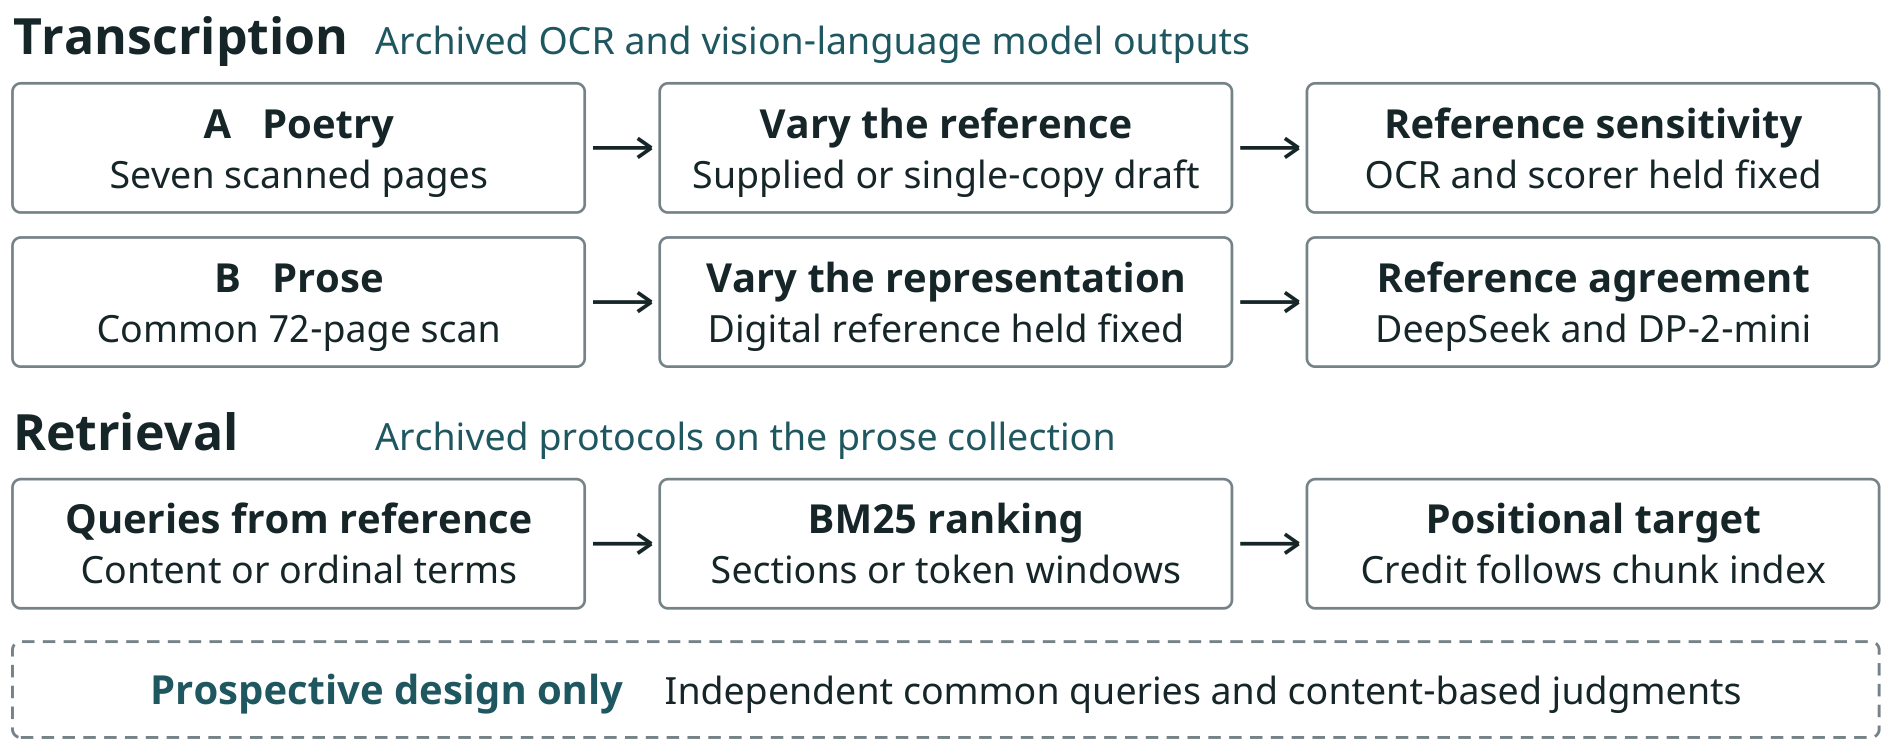 Transcription Archived OCR and vision-language model outputs
A Poetry
Seven scanned pages
Vary the reference
Supplied or single-copy draft
Reference sensitivity
OCR and scorer held fixed
B Prose
Common 72-page scan
Vary the representation
Digital reference held fixed
Reference agreement
DeepSeek and DP-2-mini
Retrieval Archived protocols on the prose collection
Queries from reference
Content or ordinal terms
BM25 ranking
Sections or token windows
Positional target
Credit follows chunk index
Prospective design only Independent common queries and content-based judgments